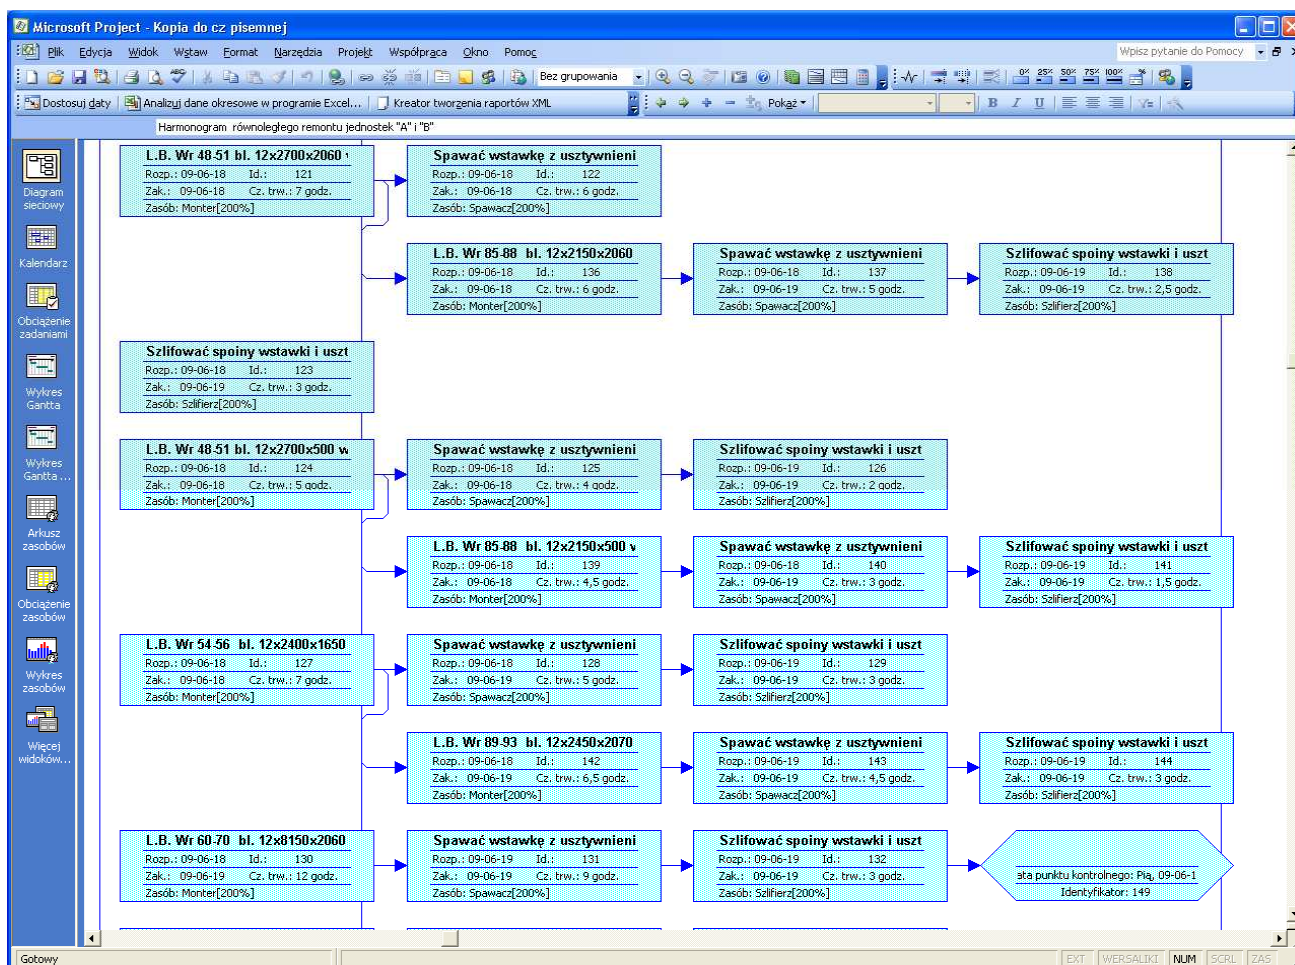 Microsoft Project - Kopia do cz pisemnej
Plik Edycja Widok Wstaw Format Narzędzia Projekt Współpraca Okno Pomoc Wpisz pytanie do Pomocy
Bez grupowania 0% 25% 50% 75% 100%
Dostosuj daty Analizuj dane okresowe w programie Excel... Kreator tworzenia raportów XML Pokaż B I U
Harmonogram równoległego remontu jednostek "A" i "B"
Diagram sieciowy
Kalendarz
Obciążenie zadaniami
Wykres Gantta
Wykres Gantta ...
Arkusz zasobów
Obciążenie zasobów
Wykres zasobów
Więcej widoków...
L.B. Wr 48-51 bl. 12x2700x2060
Rozp.: 09-06-18 Id.: 121
Zak.: 09-06-18 Cz. trw.: 7 godz.
Zasób: Monter[200%]
Spawać wstawkę z usztywnieni
Rozp.: 09-06-18 Id.: 122
Zak.: 09-06-18 Cz. trw.: 6 godz.
Zasób: Spawacz[200%]
L.B. Wr 85-88 bl. 12x2150x2060
Rozp.: 09-06-18 Id.: 136
Zak.: 09-06-18 Cz. trw.: 6 godz.
Zasób: Monter[200%]
Spawać wstawkę z usztywnieni
Rozp.: 09-06-18 Id.: 137
Zak.: 09-06-19 Cz. trw.: 5 godz.
Zasób: Spawacz[200%]
Szlifować spoiny wstawki i uszt
Rozp.: 09-06-19 Id.: 138
Zak.: 09-06-19 Cz. trw.: 2,5 godz.
Zasób: Szlifierz[200%]
Szlifować spoiny wstawki i uszt
Rozp.: 09-06-18 Id.: 123
Zak.: 09-06-19 Cz. trw.: 3 godz.
Zasób: Szlifierz[200%]
L.B. Wr 48-51 bl. 12x2700x500 w
Rozp.: 09-06-18 Id.: 124
Zak.: 09-06-18 Cz. trw.: 5 godz.
Zasób: Monter[200%]
Spawać wstawkę z usztywnieni
Rozp.: 09-06-18 Id.: 125
Zak.: 09-06-18 Cz. trw.: 4 godz.
Zasób: Spawacz[200%]
Szlifować spoiny wstawki i uszt
Rozp.: 09-06-19 Id.: 126
Zak.: 09-06-19 Cz. trw.: 2 godz.
Zasób: Szlifierz[200%]
L.B. Wr 85-88 bl. 12x2150x500 v
Rozp.: 09-06-18 Id.: 139
Zak.: 09-06-18 Cz. trw.: 4,5 godz.
Zasób: Monter[200%]
Spawać wstawkę z usztywnieni
Rozp.: 09-06-18 Id.: 140
Zak.: 09-06-19 Cz. trw.: 3 godz.
Zasób: Spawacz[200%]
Szlifować spoiny wstawki i uszt
Rozp.: 09-06-19 Id.: 141
Zak.: 09-06-19 Cz. trw.: 1,5 godz.
Zasób: Szlifierz[200%]
L.B. Wr 54-56 bl. 12x2400x1650
Rozp.: 09-06-18 Id.: 127
Zak.: 09-06-18 Cz. trw.: 7 godz.
Zasób: Monter[200%]
Spawać wstawkę z usztywnieni
Rozp.: 09-06-18 Id.: 128
Zak.: 09-06-19 Cz. trw.: 5 godz.
Zasób: Spawacz[200%]
Szlifować spoiny wstawki i uszt
Rozp.: 09-06-19 Id.: 129
Zak.: 09-06-19 Cz. trw.: 3 godz.
Zasób: Szlifierz[200%]
L.B. Wr 89-93 bl. 12x2450x2070
Rozp.: 09-06-18 Id.: 142
Zak.: 09-06-19 Cz. trw.: 6,5 godz.
Zasób: Monter[200%]
Spawać wstawkę z usztywnieni
Rozp.: 09-06-19 Id.: 143
Zak.: 09-06-19 Cz. trw.: 4,5 godz.
Zasób: Spawacz[200%]
Szlifować spoiny wstawki i uszt
Rozp.: 09-06-19 Id.: 144
Zak.: 09-06-19 Cz. trw.: 3 godz.
Zasób: Szlifierz[200%]
L.B. Wr 60-70 bl. 12x8150x2060
Rozp.: 09-06-18 Id.: 130
Zak.: 09-06-19 Cz. trw.: 12 godz.
Zasób: Monter[200%]
Spawać wstawkę z usztywnieni
Rozp.: 09-06-19 Id.: 131
Zak.: 09-06-19 Cz. trw.: 9 godz.
Zasób: Spawacz[200%]
Szlifować spoiny wstawki i uszt
Rozp.: 09-06-19 Id.: 132
Zak.: 09-06-19 Cz. trw.: 3 godz.
Zasób: Szlifierz[200%]
ata punktu kontrolnego: Pią, 09-06-1
Identyfikator: 149
Gotowy EXT WERSALIKI NUM SCRL ZAS